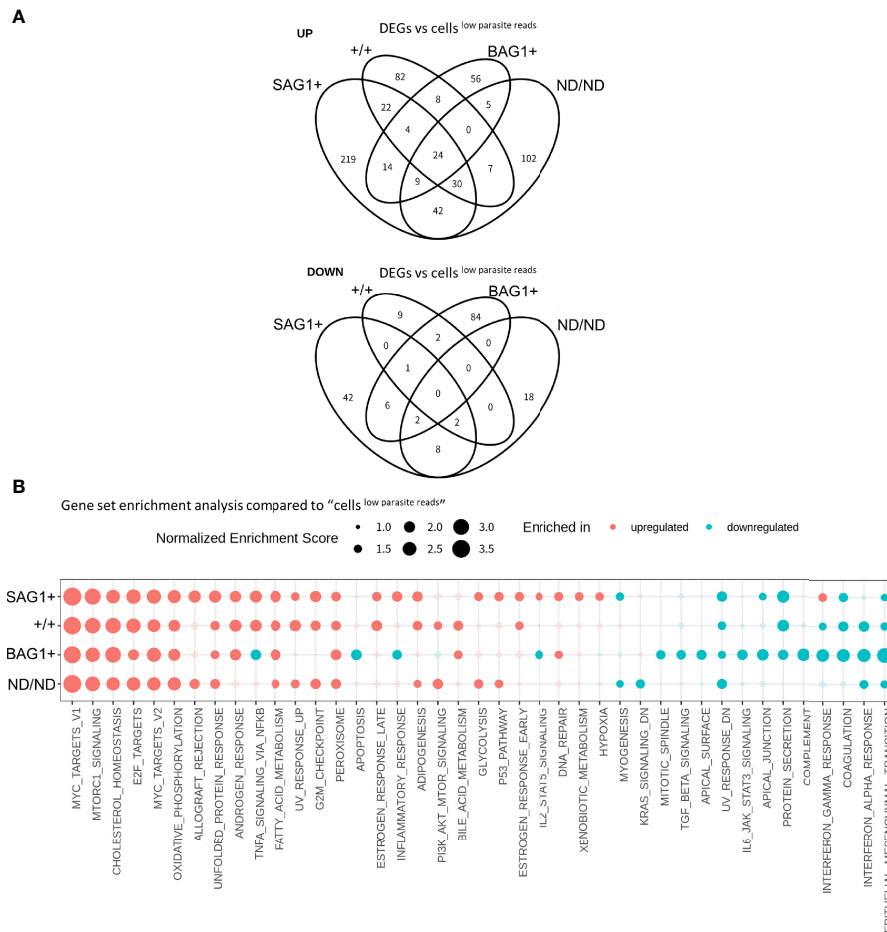 A
UP
DEGs vs cells low parasite reads
+/+
BAG1+
SAG1+
ND/ND
82
56
8
22
5
4
0
219
24
102
14
7
9
30
42
DOWN
DEGs vs cells low parasite reads
+/+
BAG1+
SAG1+
ND/ND
9
84
2
0
0
1
0
42
0
18
6
0
2
2
8
B
Gene set enrichment analysis compared to “cells low parasite reads”
Normalized Enrichment Score
1.0
2.0
3.0
1.5
2.5
3.5
Enriched in
upregulated
downregulated
SAG1+
+/+
BAG1+
ND/ND
MYC_TARGETS_V1
MTORC1_SIGNALING
CHOLESTEROL_HOMEOSTASIS
E2F_TARGETS
MYC_TARGETS_V2
OXIDATIVE_PHOSPHORYLATION
ALLOGRAFT_REJECTION
UNFOLDED_PROTEIN_RESPONSE
ANDROGEN_RESPONSE
TNFA_SIGNALING_VIA_NFKB
FATTY_ACID_METABOLISM
UV_RESPONSE_UP
G2M_CHECKPOINT
PEROXISOME
APOPTOSIS
ESTROGEN_RESPONSE_LATE
INFLAMMATORY_RESPONSE
ADIPOGENESIS
PI3K_AKT_MTOR_SIGNALING
BILE_ACID_METABOLISM
GLYCOLYSIS
P53_PATHWAY
ESTROGEN_RESPONSE_EARLY
IL2_STAT5_SIGNALING
DNA_REPAIR
XENOBIOTIC_METABOLISM
HYPOXIA
MYOGENESIS
KRAS_SIGNALING_DN
MITOTIC_SPINDLE
TGF_BETA_SIGNALING
APICAL_SURFACE
UV_RESPONSE_DN
IL6_JAK_STAT3_SIGNALING
APICAL_JUNCTION
PROTEIN_SECRETION
COMPLEMENT
INTERFERON_GAMMA_RESPONSE
COAGULATION
INTERFERON_ALPHA_RESPONSE